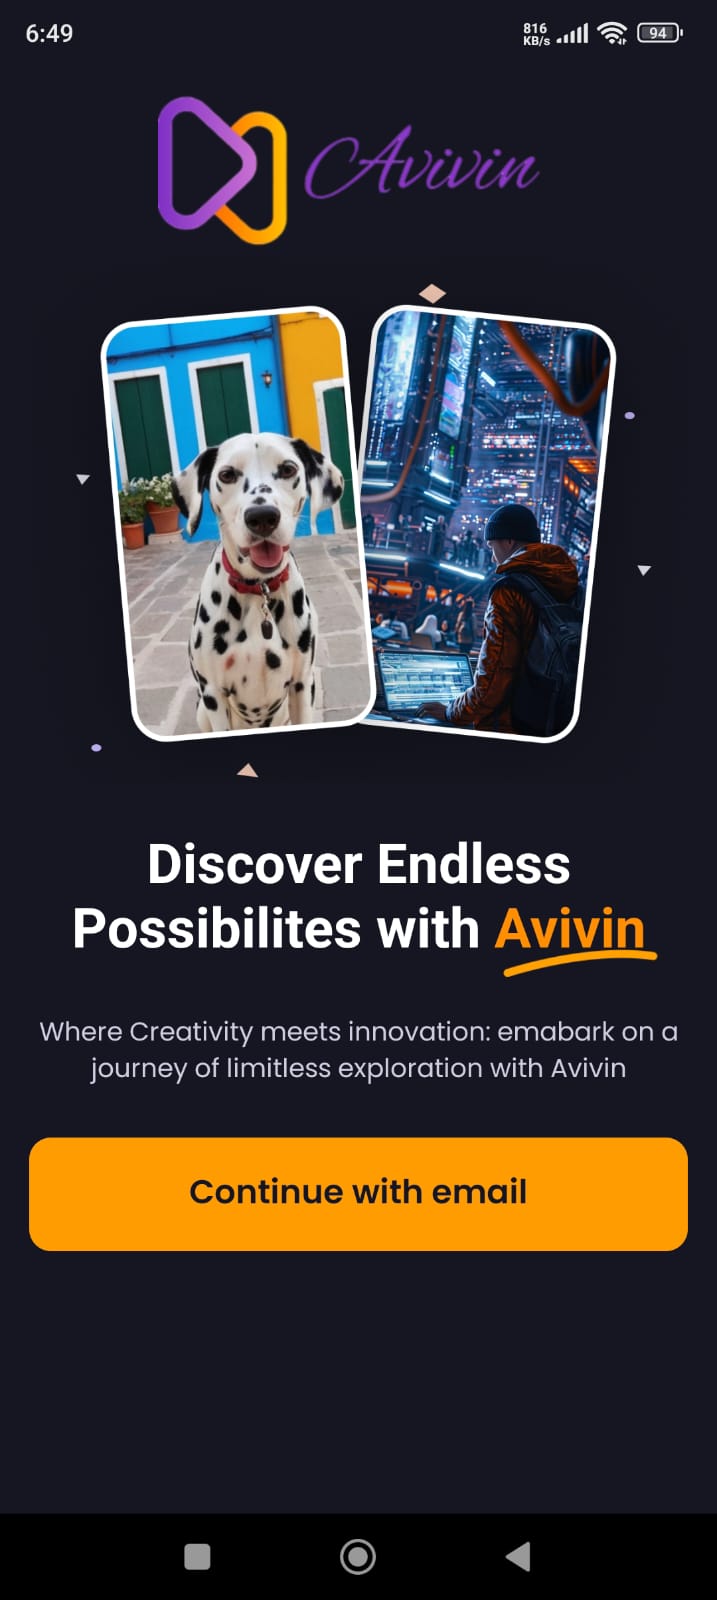 6:49
816
KB/s
94
Avivin
Discover Endless
Possibilites with Avivin
Where Creativity meets innovation: emabark on a
journey of limitless exploration with Avivin
Continue with email